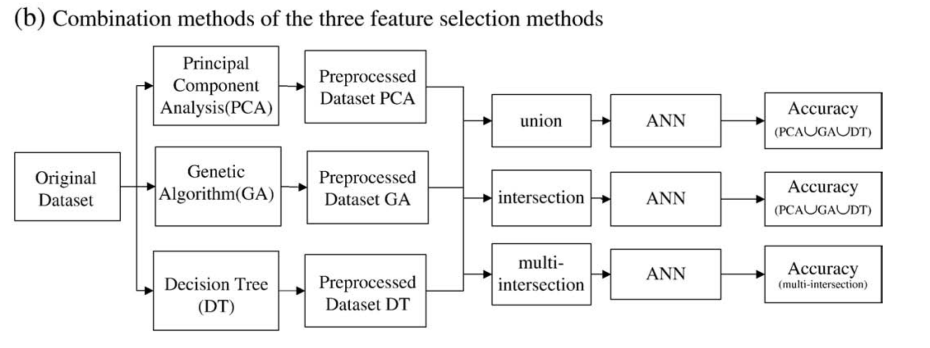 (b) Combination methods of the three feature selection methods
Original
Dataset
Principal
Component
Analysis(PCA)
Preprocessed
Dataset PCA
Genetic
Algorithm(GA)
Preprocessed
Dataset GA
Decision Tree
(DT)
Preprocessed
Dataset DT
union
ANN
Accuracy
(PCA∪GA∪DT)
intersection
ANN
Accuracy
(PCA∪GA∪DT)
multi-
intersection
ANN
Accuracy
(multi-intersection)